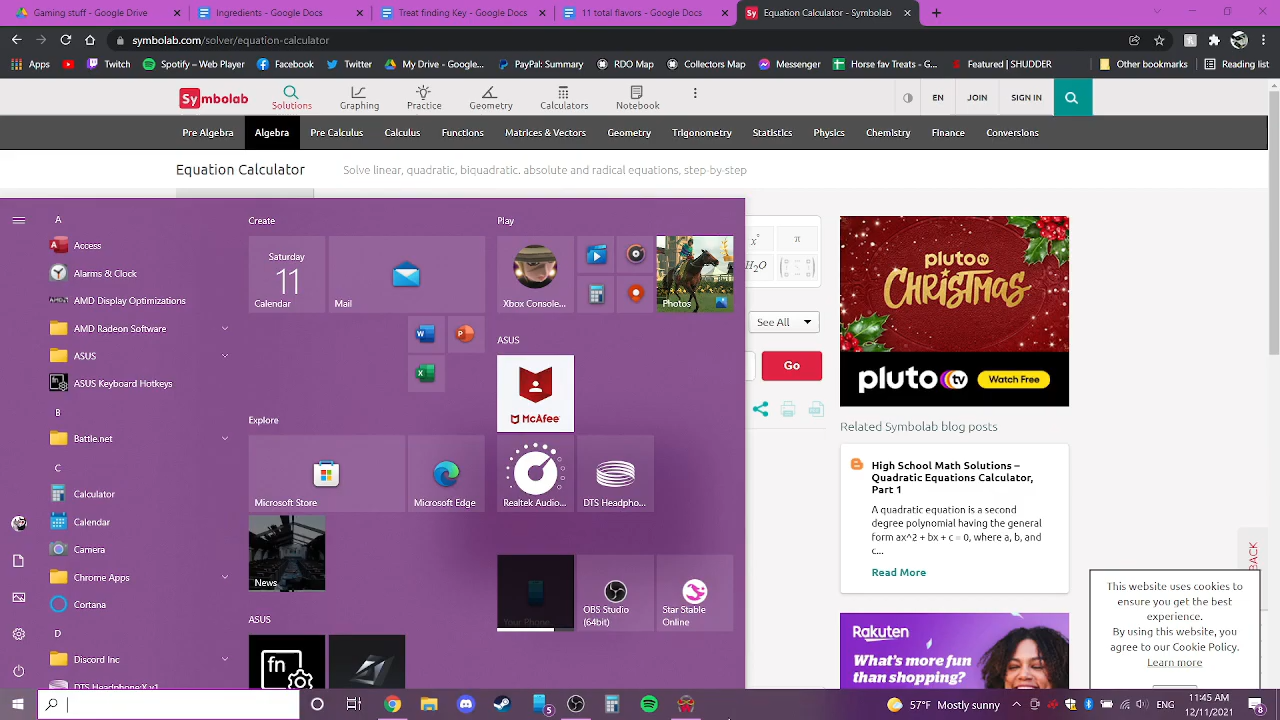 Gaming stuff - Google Drive
Ingredients - Google Docs
Treat finding Key - Google Docs
11 total flavors - Google Docs
Equation Calculator - Symbolab
symbolab.com/solver/equation-calculator
Apps
Twitch
Spotify – Web Player
Facebook
Twitter
My Drive - Google...
PayPal: Summary
RDO Map
Collectors Map
Messenger
Horse fav Treats - G...
Featured | SHUDDER
Other bookmarks
Reading list
Symbolab
Solutions
Graphing
Practice
Geometry
Calculators
Notebook
EN
JOIN
SIGN IN
Pre Algebra
Algebra
Pre Calculus
Calculus
Functions
Matrices & Vectors
Geometry
Trigonometry
Statistics
Physics
Chemistry
Finance
Conversions
Equation Calculator
Solve linear, quadratic, biquadratic. absolute and radical equations, step-by-step
A
Access
Alarms & Clock
AMD Display Optimizations
AMD Radeon Software
ASUS
ASUS Keyboard Hotkeys
B
Battle.net
C
Calculator
Calendar
Camera
Chrome Apps
Cortana
D
Discord Inc
DTS Headphone:X v1
Create
Saturday
11
Calendar
Mail
Explore
Microsoft Store
Microsoft Edge
News
ASUS
fn
Play
Xbox Console...
Photos
ASUS
McAfee
Realtek Audio...
DTS Headpho...
Your Phone
OBS Studio
(64bit)
Star Stable
Online
x°
π
H₂O
See All
Go
pluto tv
CHRISTMAS
pluto tv
Watch Free
Related Symbolab blog posts
High School Math Solutions –
Quadratic Equations Calculator,
Part 1
A quadratic equation is a second
degree polynomial having the general
form ax^2 + bx + c = 0, where a, b, and
c...
Read More
Rakuten
What's more fun
than shopping?
BACK
This website uses cookies to
ensure you get the best
experience.
By using this website, you
agree to our Cookie Policy.
Learn more
5
57°F Mostly sunny
11:45 AM
12/11/2021
8